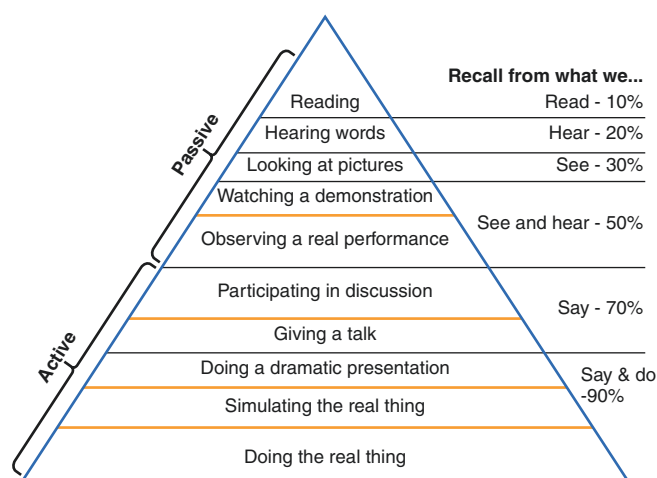 Recall from what we...
Reading
Read - 10%
Hearing words
Hear - 20%
Looking at pictures
See - 30%
Watching a demonstration
See and hear - 50%
Observing a real performance
Passive
Participating in discussion
Say - 70%
Giving a talk
Doing a dramatic presentation
Say & do
-90%
Simulating the real thing
Doing the real thing
Active